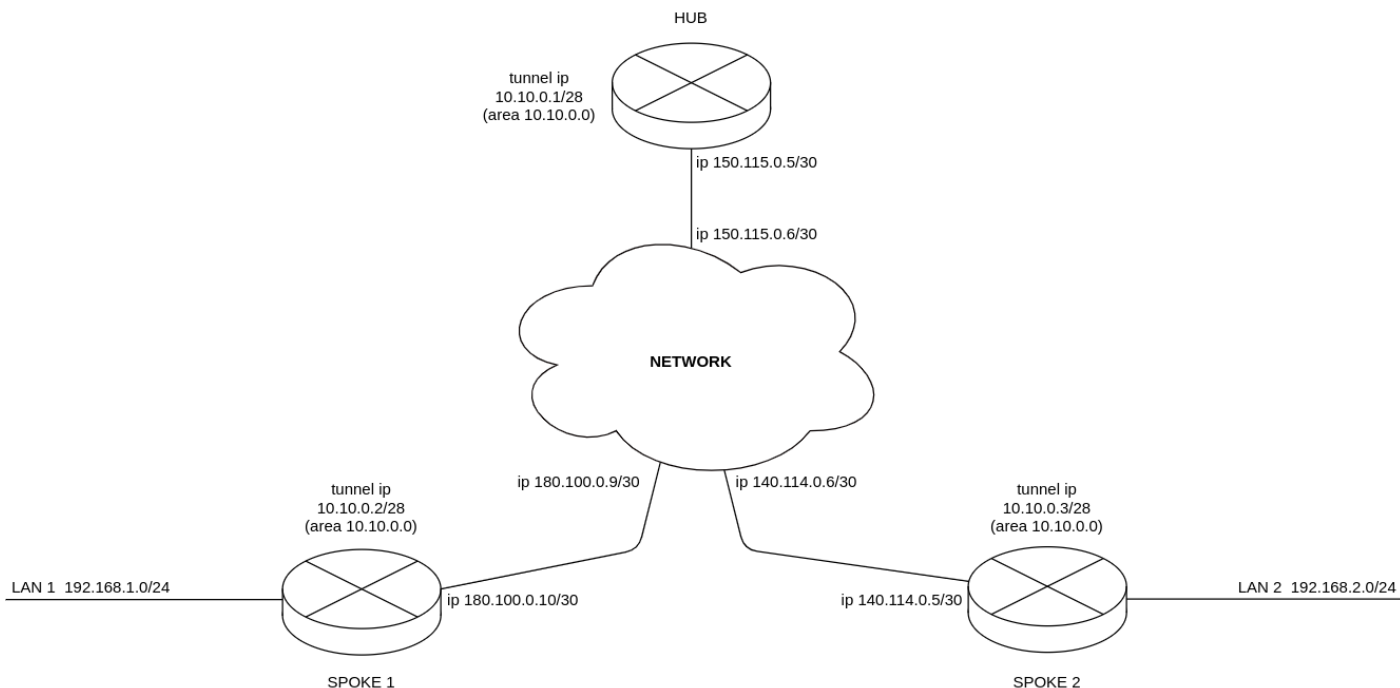 HUB
tunnel ip
10.10.0.1/28
(area 10.10.0.0)
ip 150.115.0.5/30
ip 150.115.0.6/30
NETWORK
ip 180.100.0.9/30
ip 140.114.0.6/30
tunnel ip
10.10.0.2/28
(area 10.10.0.0)
tunnel ip
10.10.0.3/28
(area 10.10.0.0)
LAN 1  192.168.1.0/24
ip 180.100.0.10/30
ip 140.114.0.5/30
LAN 2  192.168.2.0/24
SPOKE 1
SPOKE 2